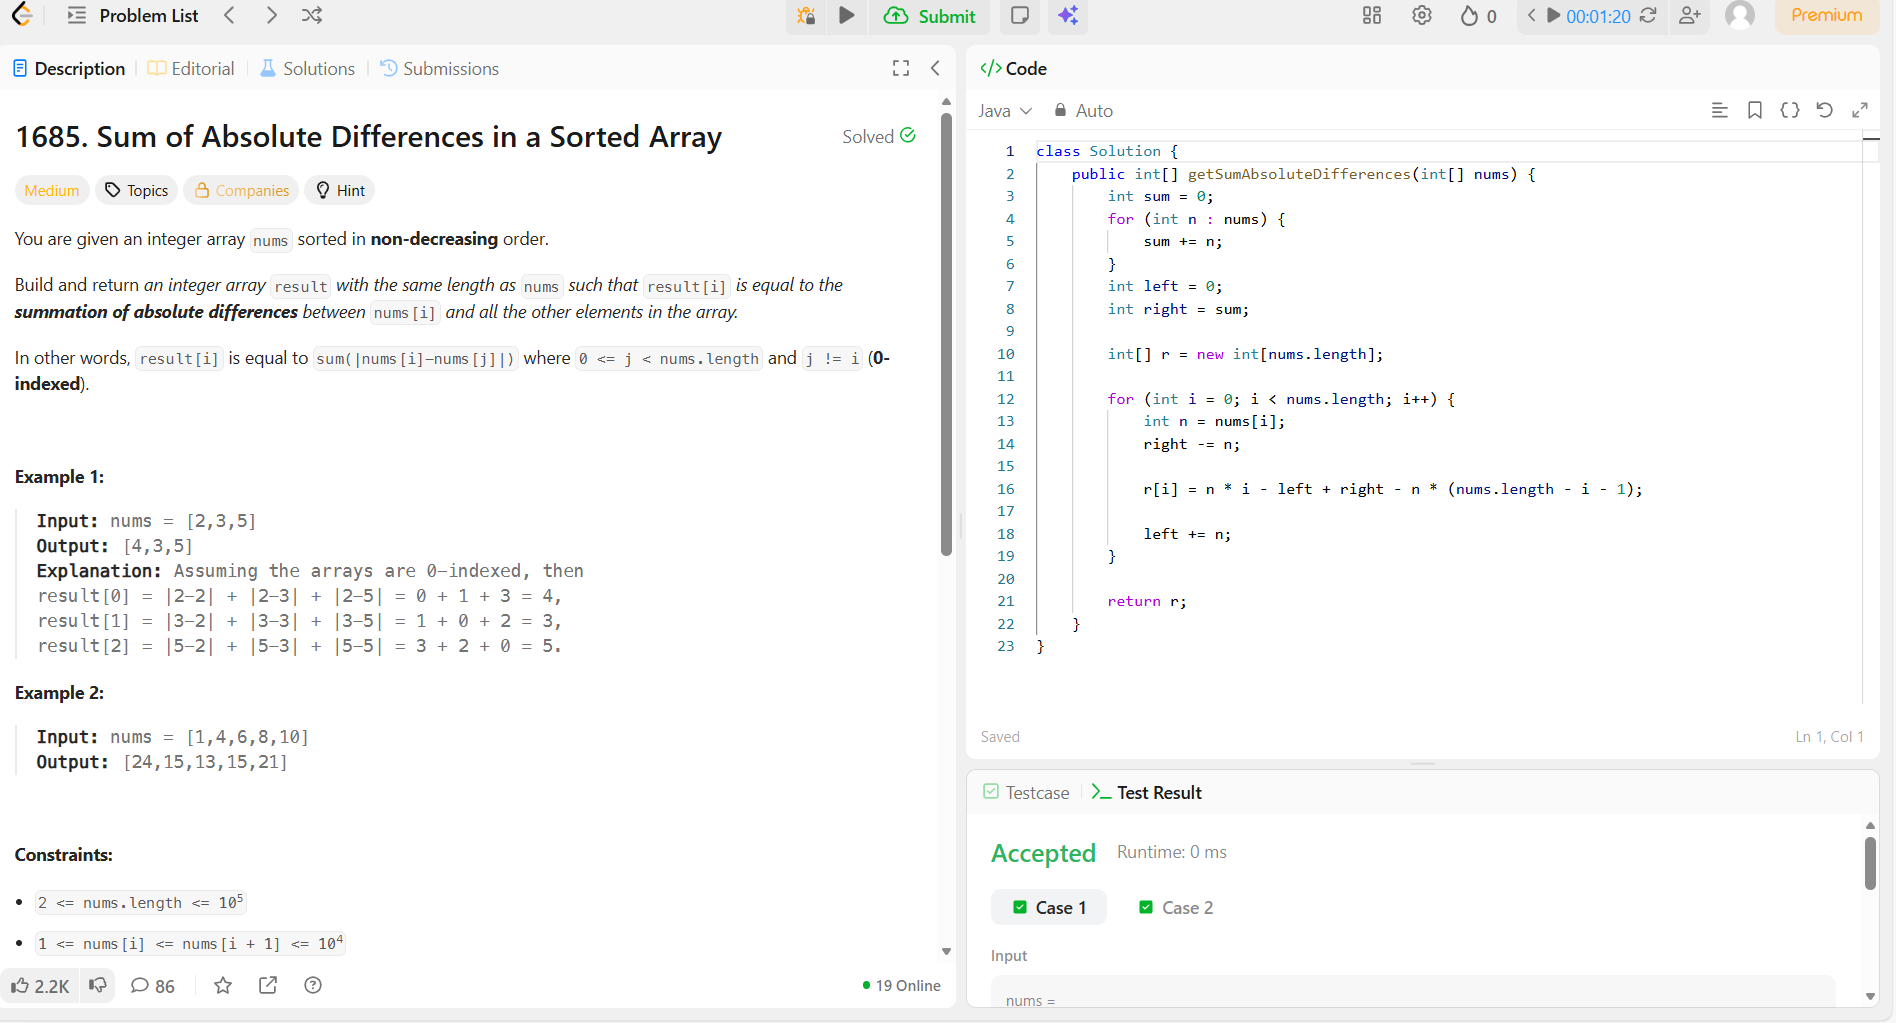 Problem List
Submit
0
00:01:20
Premium
Description
Editorial
Solutions
Submissions
1685. Sum of Absolute Differences in a Sorted Array
Solved
Medium
Topics
Companies
Hint
You are given an integer array nums sorted in non-decreasing order.
Build and return an integer array result with the same length as nums such that result[i] is equal to the
summation of absolute differences between nums[i] and all the other elements in the array.
In other words, result[i] is equal to sum(|nums[i]-nums[j]|) where 0 <= j < nums.length and j != i (0-
indexed).
Example 1:
Input: nums = [2,3,5]
Output: [4,3,5]
Explanation: Assuming the arrays are 0-indexed, then
result[0] = |2-2| + |2-3| + |2-5| = 0 + 1 + 3 = 4,
result[1] = |3-2| + |3-3| + |3-5| = 1 + 0 + 2 = 3,
result[2] = |5-2| + |5-3| + |5-5| = 3 + 2 + 0 = 5.
Example 2:
Input: nums = [1,4,6,8,10]
Output: [24,15,13,15,21]
Constraints:
• 2 <= nums.length <= 10⁵
• 1 <= nums[i] <= nums[i + 1] <= 10⁴
2.2K
86
19 Online
</> Code
Java
Auto
1 class Solution {
2     public int[] getSumAbsoluteDifferences(int[] nums) {
3         int sum = 0;
4         for (int n : nums) {
5             sum += n;
6         }
7         int left = 0;
8         int right = sum;
9
10         int[] r = new int[nums.length];
11
12         for (int i = 0; i < nums.length; i++) {
13             int n = nums[i];
14             right -= n;
15
16             r[i] = n * i - left + right - n * (nums.length - i - 1);
17
18             left += n;
19         }
20
21         return r;
22     }
23 }
Saved
Ln 1, Col 1
Testcase
Test Result
Accepted
Runtime: 0 ms
Case 1
Case 2
Input
nums =